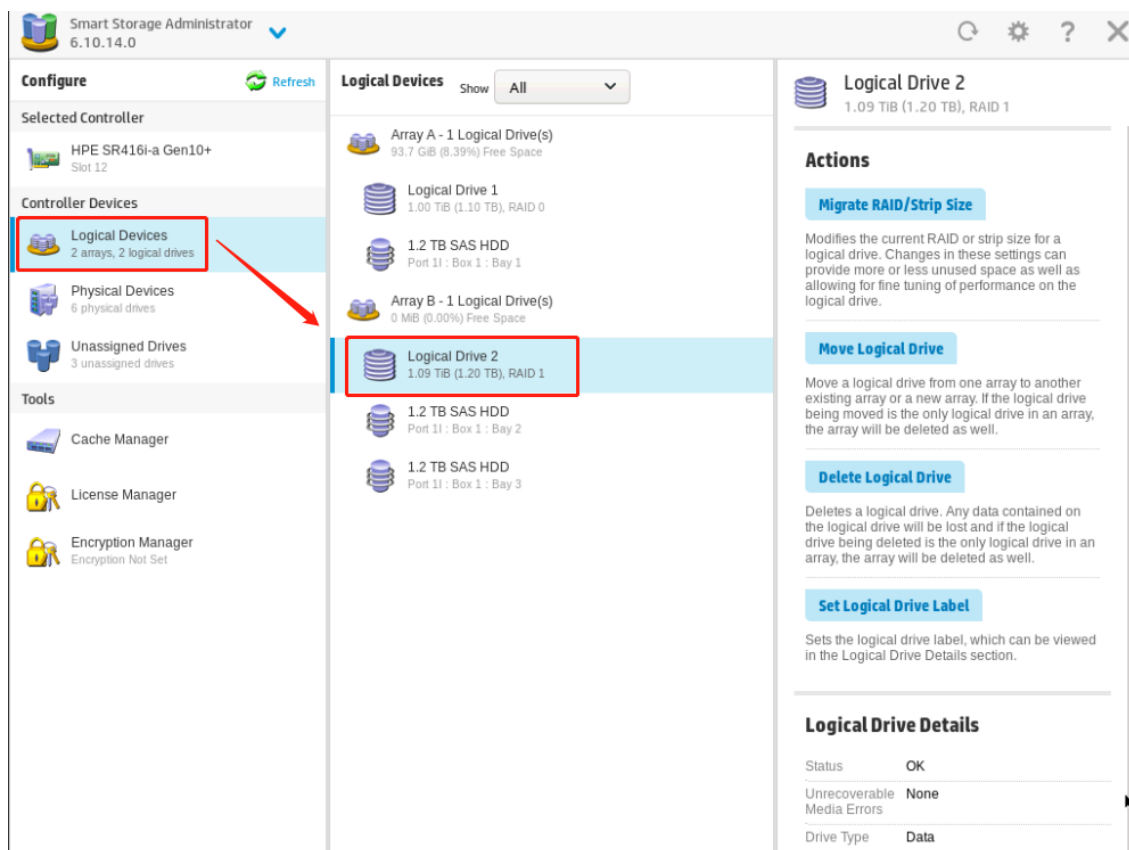 Smart Storage Administrator
6.10.14.0
Configure
Refresh
Selected Controller
HPE SR416i-a Gen10+
Slot 12
Controller Devices
Logical Devices
2 arrays, 2 logical drives
Physical Devices
6 physical drives
Unassigned Drives
3 unassigned drives
Tools
Cache Manager
License Manager
Encryption Manager
Encryption Not Set
Logical Devices Show All
Array A - 1 Logical Drive(s)
93.7 GiB (8.39%) Free Space
Logical Drive 1
1.00 TiB (1.10 TB), RAID 0
1.2 TB SAS HDD
Port 1I : Box 1 : Bay 1
Array B - 1 Logical Drive(s)
0 MiB (0.00%) Free Space
Logical Drive 2
1.09 TiB (1.20 TB), RAID 1
1.2 TB SAS HDD
Port 1I : Box 1 : Bay 2
1.2 TB SAS HDD
Port 1I : Box 1 : Bay 3
Logical Drive 2
1.09 TiB (1.20 TB), RAID 1
Actions
Migrate RAID/Strip Size
Modifies the current RAID or strip size for a
logical drive. Changes in these settings can
provide more or less unused space as well as
allowing for fine tuning of performance on the
logical drive.
Move Logical Drive
Move a logical drive from one array to another
existing array or a new array. If the logical drive
being moved is the only logical drive in an array,
the array will be deleted as well.
Delete Logical Drive
Deletes a logical drive. Any data contained on
the logical drive will be lost and if the logical
drive being deleted is the only logical drive in an
array, the array will be deleted as well.
Set Logical Drive Label
Sets the logical drive label, which can be viewed
in the Logical Drive Details section.
Logical Drive Details
Status OK
Unrecoverable None
Media Errors
Drive Type Data